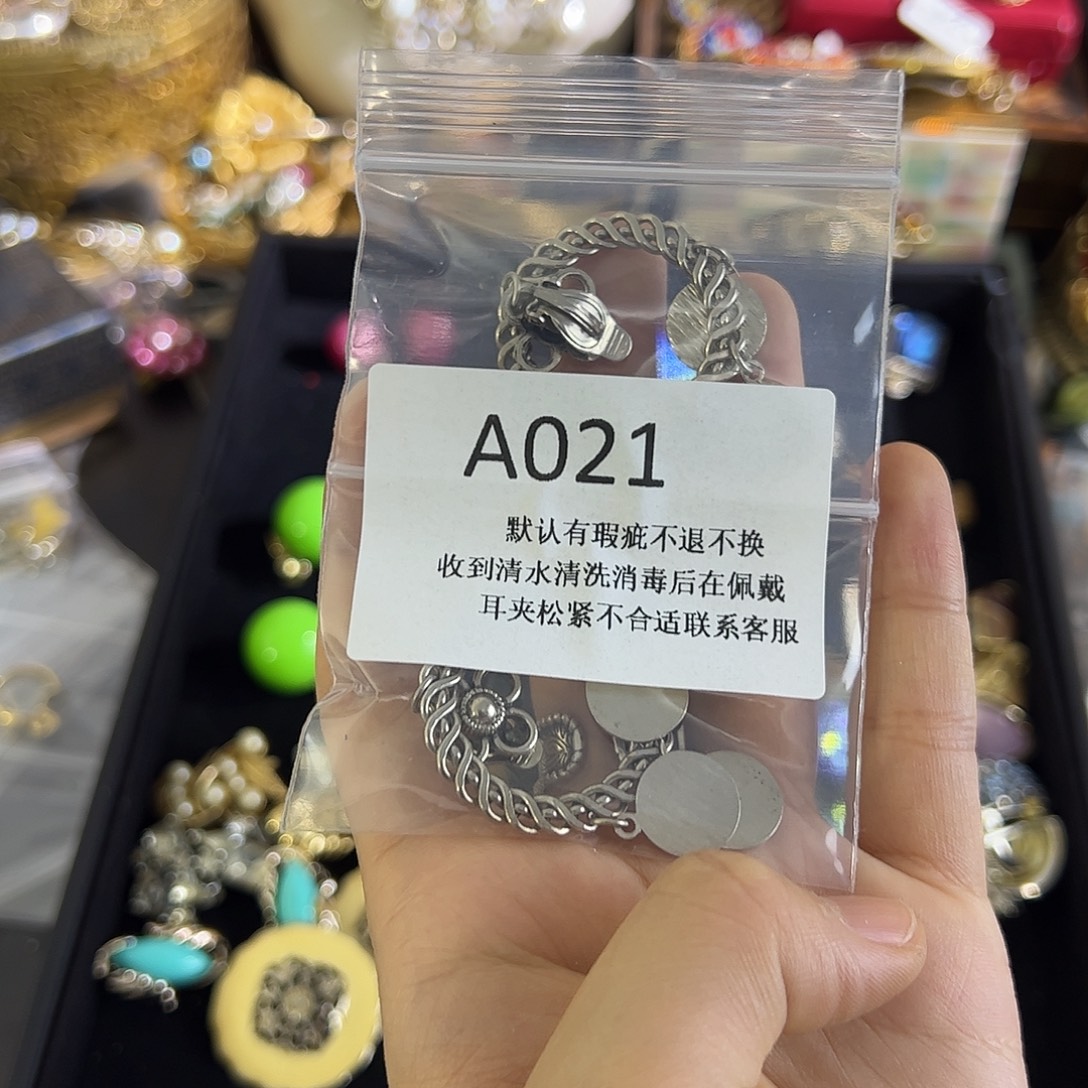 A021
默认有瑕疵不退不换
收到清水清洗消毒后在佩戴
耳夹松紧不合适联系客服